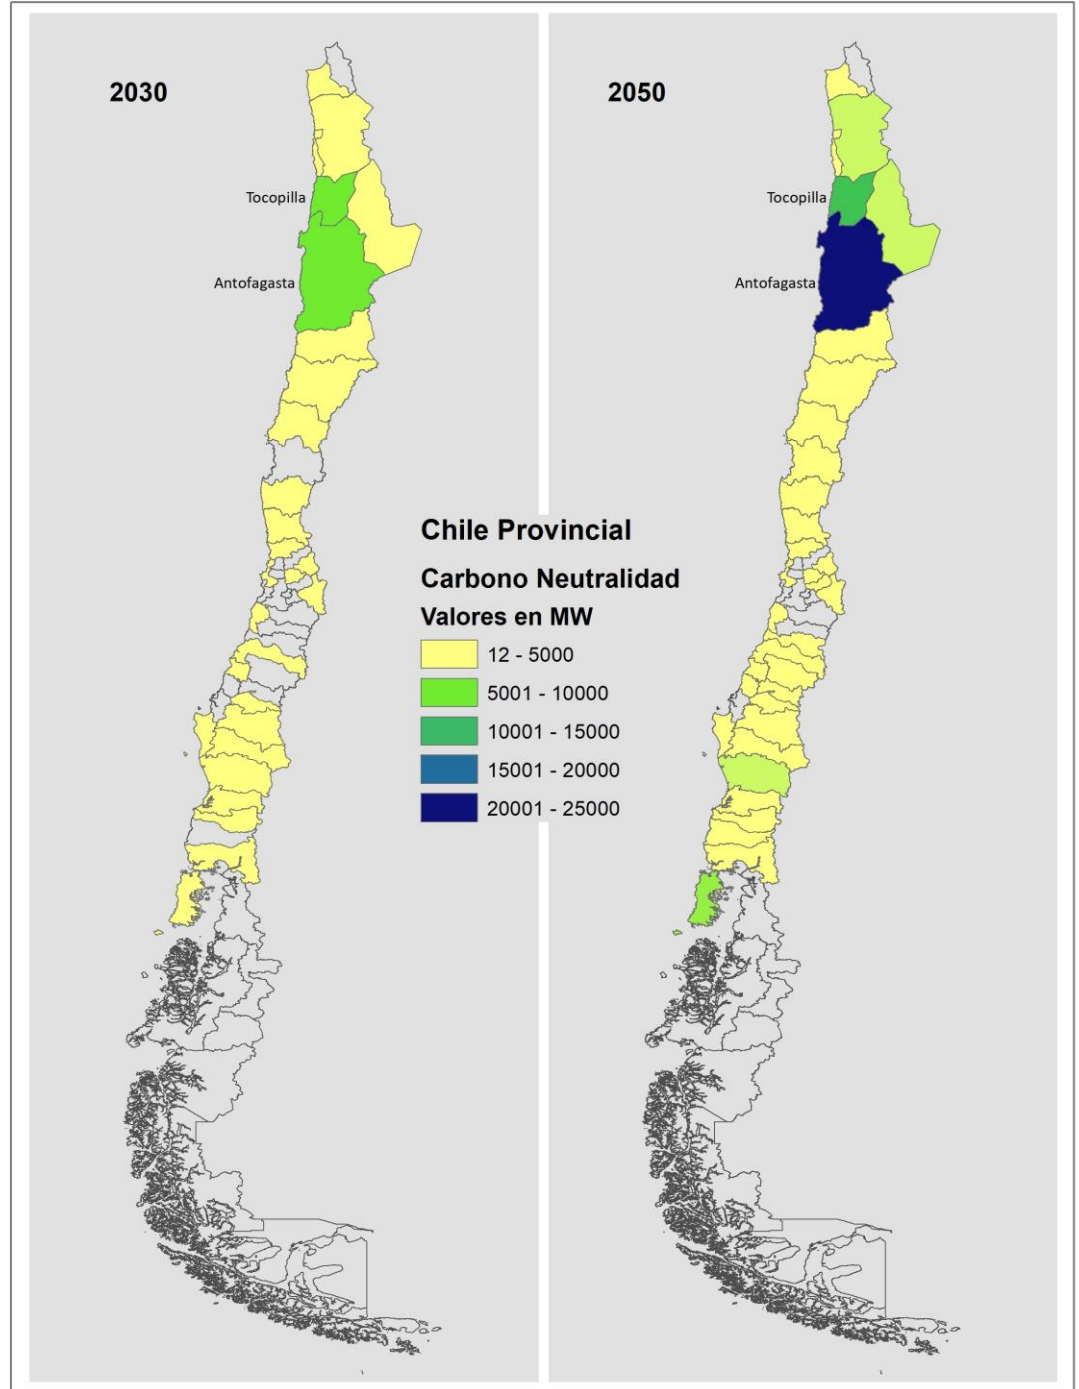 2030
2050
Tocopilla
Antofagasta
Tocopilla
Antofagasta
Chile Provincial
Carbono Neutralidad
Valores en MW
12 - 5000
5001 - 10000
10001 - 15000
15001 - 20000
20001 - 25000